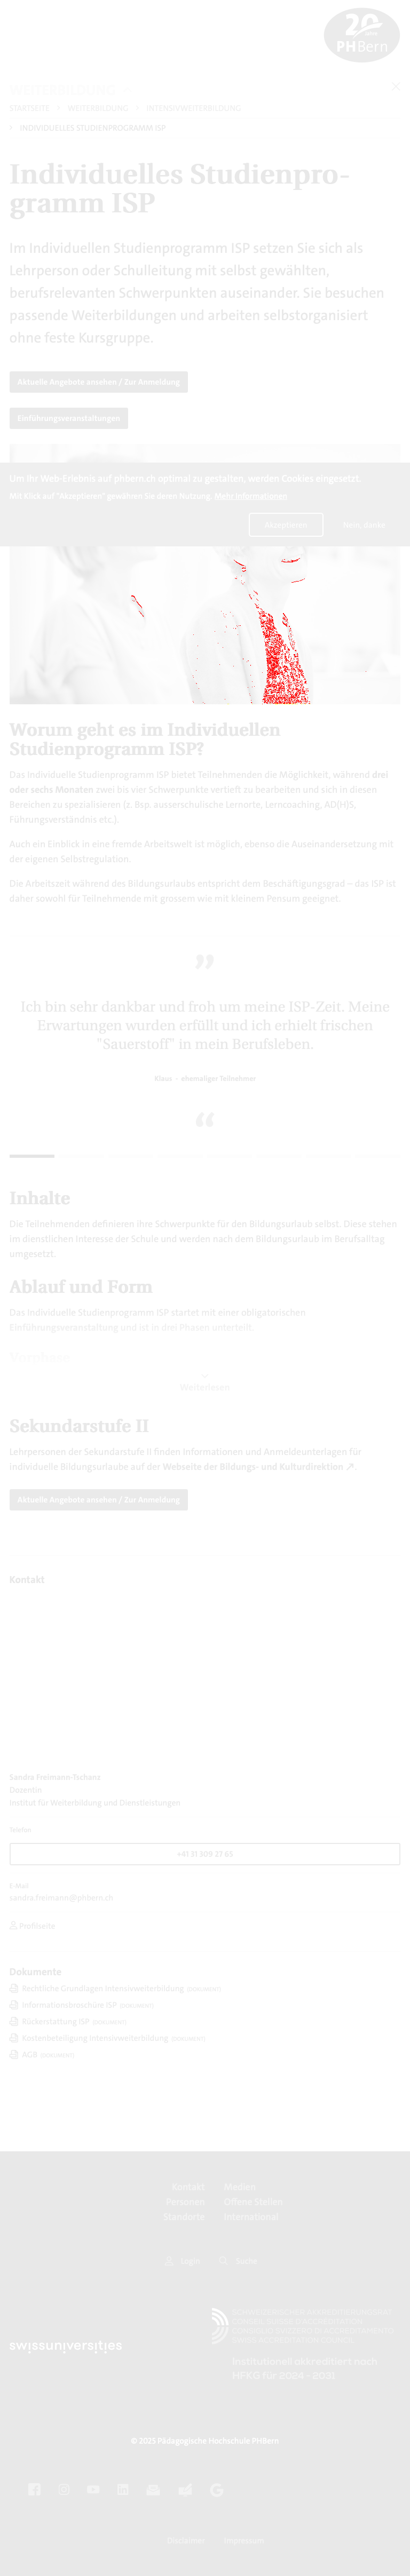 20 JAHRE
PHBern
WEITERBILDUNG
STARTSEITE › WEITERBILDUNG › INTENSIVWEITERBILDUNG
› INDIVIDUELLES STUDIENPROGRAMM ISP
Individuelles Studienpro-
gramm ISP
Im Individuellen Studienprogramm ISP setzen Sie sich als
Lehrperson oder Schulleitung mit selbst gewählten,
berufsrelevanten Schwerpunkten auseinander. Sie besuchen
passende Weiterbildungen und arbeiten selbstorganisiert
ohne feste Kursgruppe.
Aktuelle Angebote ansehen / Zur Anmeldung
Einführungsveranstaltungen
Um Ihr Web-Erlebnis auf phbern.ch optimal zu gestalten, werden Cookies eingesetzt.
Mit Klick auf "Akzeptieren" gewähren Sie deren Nutzung. Mehr Informationen
Akzeptieren
Nein, danke
Worum geht es im Individuellen
Studienprogramm ISP?
Das Individuelle Studienprogramm ISP bietet Teilnehmenden die Möglichkeit, während drei
oder sechs Monaten zwei bis vier Schwerpunkte vertieft zu bearbeiten und sich in diesen
Bereichen zu spezialisieren (z. Bsp. ausserschulische Lernorte, Lerncoaching, AD(H)S,
Führungsverständnis etc.).
Auch ein Einblick in eine fremde Arbeitswelt ist möglich, ebenso die Auseinandersetzung mit
der eigenen Selbstregulation.
Die Arbeitszeit während des Bildungsurlaubs entspricht dem Beschäftigungsgrad – das ISP ist
daher sowohl für Teilnehmende mit grossem wie mit kleinem Pensum geeignet.
”
Ich bin sehr dankbar und froh um meine ISP-Zeit. Meine
Erwartungen wurden erfüllt und ich erhielt frischen
"Sauerstoff" in mein Berufsleben.
Klaus – ehemaliger Teilnehmer
“
Inhalte
Die Teilnehmenden definieren ihre Schwerpunkte für den Bildungsurlaub selbst. Diese stehen
im dienstlichen Interesse der Schule und werden nach dem Bildungsurlaub im Berufsalltag
umgesetzt.
Ablauf und Form
Das Individuelle Studienprogramm ISP startet mit einer obligatorischen
Einführungsveranstaltung und ist in drei Phasen unterteilt.
Vorphase
Weiterlesen
Sekundarstufe II
Lehrpersonen der Sekundarstufe II finden Informationen und Anmeldeunterlagen für
individuelle Bildungsurlaube auf der Webseite der Bildungs- und Kulturdirektion ↗.
Aktuelle Angebote ansehen / Zur Anmeldung
Kontakt
Sandra Freimann-Tschanz
Dozentin
Institut für Weiterbildung und Dienstleistungen
Telefon
+41 31 309 27 65
E-Mail
sandra.freimann@phbern.ch
Profilseite
Dokumente
Rechtliche Grundlagen Intensivweiterbildung (DOKUMENT)
Informationsbroschüre ISP (DOKUMENT)
Rückerstattung ISP (DOKUMENT)
Kostenbeteiligung Intensivweiterbildung (DOKUMENT)
AGB (DOKUMENT)
Kontakt
Medien
Personen
Offene Stellen
Standorte
International
Login
Suche
swissuniversities
Institutionell akkreditiert nach
HFKG für 2024–2031
© 2025 Pädagogische Hochschule PHBern
Disclaimer
Impressum